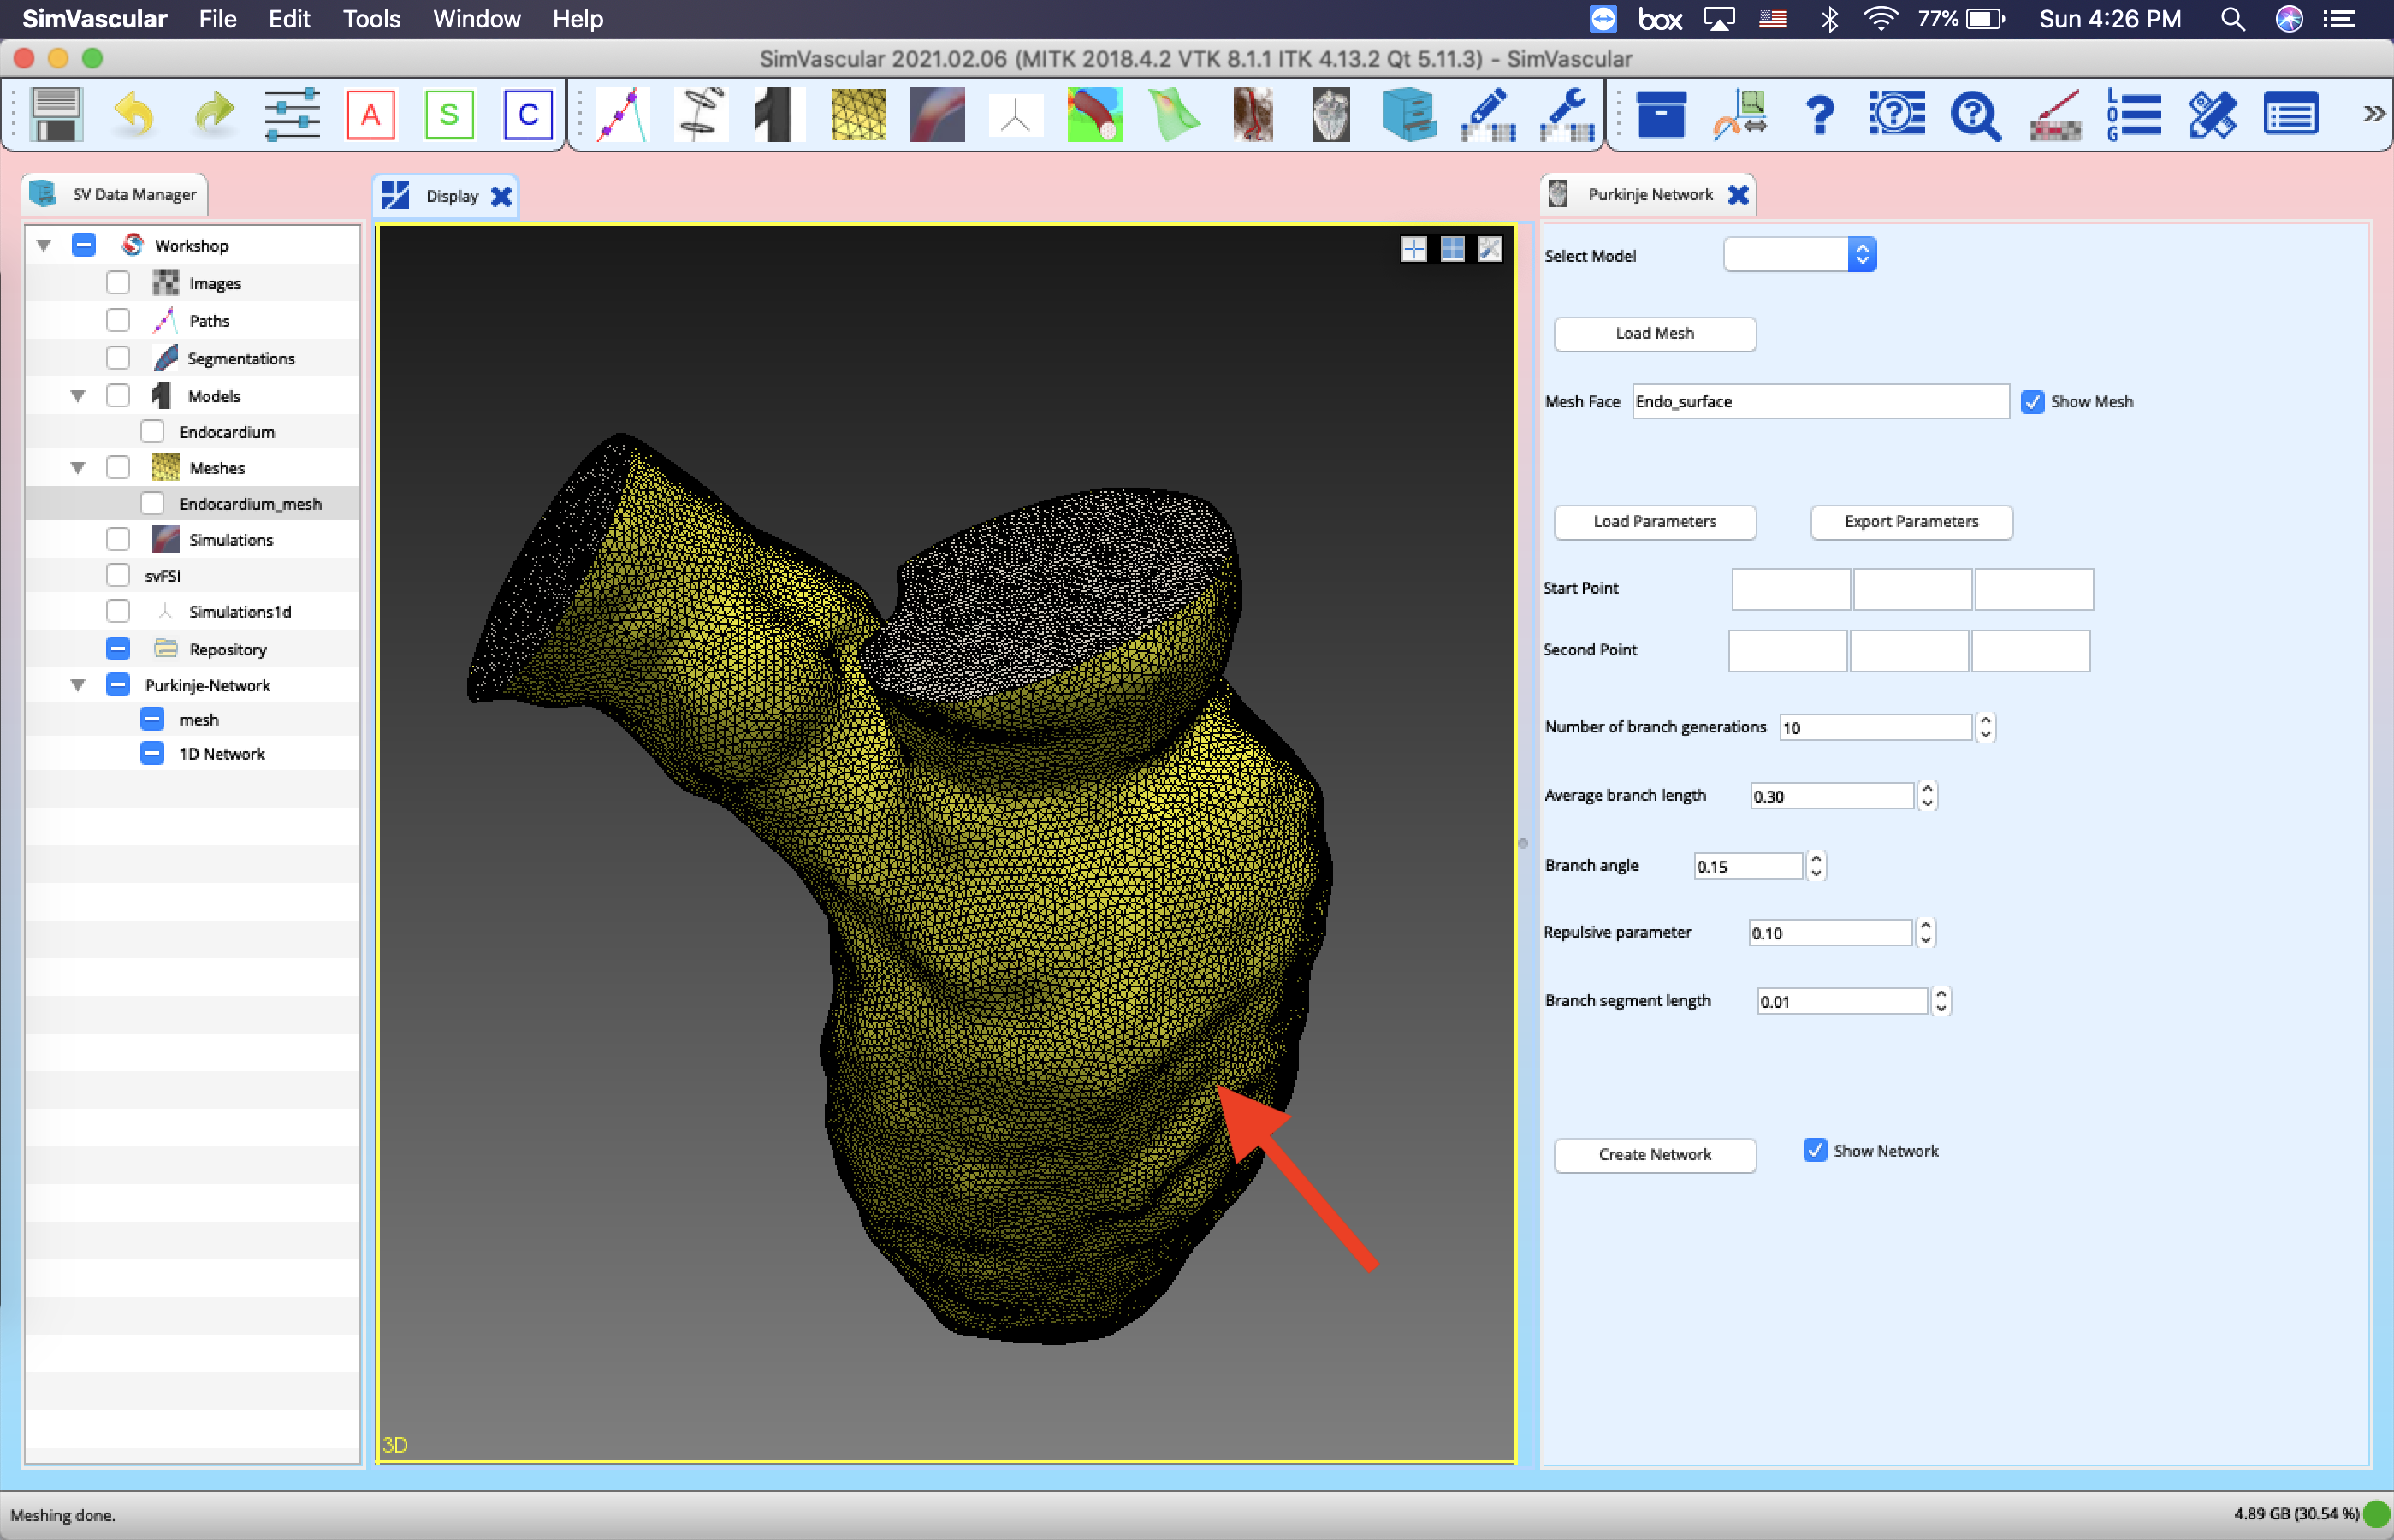 SimVascular File Edit Tools Window Help box 77% Sun 4:26 PM
SimVascular 2021.02.06 (MITK 2018.4.2 VTK 8.1.1 ITK 4.13.2 Qt 5.11.3) - SimVascular
A S C ? ? ? LOG »
SV Data Manager
Display
Purkinje Network
Workshop
Images
Paths
Segmentations
Models
Endocardium
Meshes
Endocardium_mesh
Simulations
svFSI
Simulations1d
Repository
Purkinje-Network
mesh
1D Network
3D
Select Model
Load Mesh
Mesh Face Endo_surface Show Mesh
Load Parameters Export Parameters
Start Point
Second Point
Number of branch generations 10
Average branch length 0.30
Branch angle 0.15
Repulsive parameter 0.10
Branch segment length 0.01
Create Network Show Network
Meshing done.
4.89 GB (30.54 %)